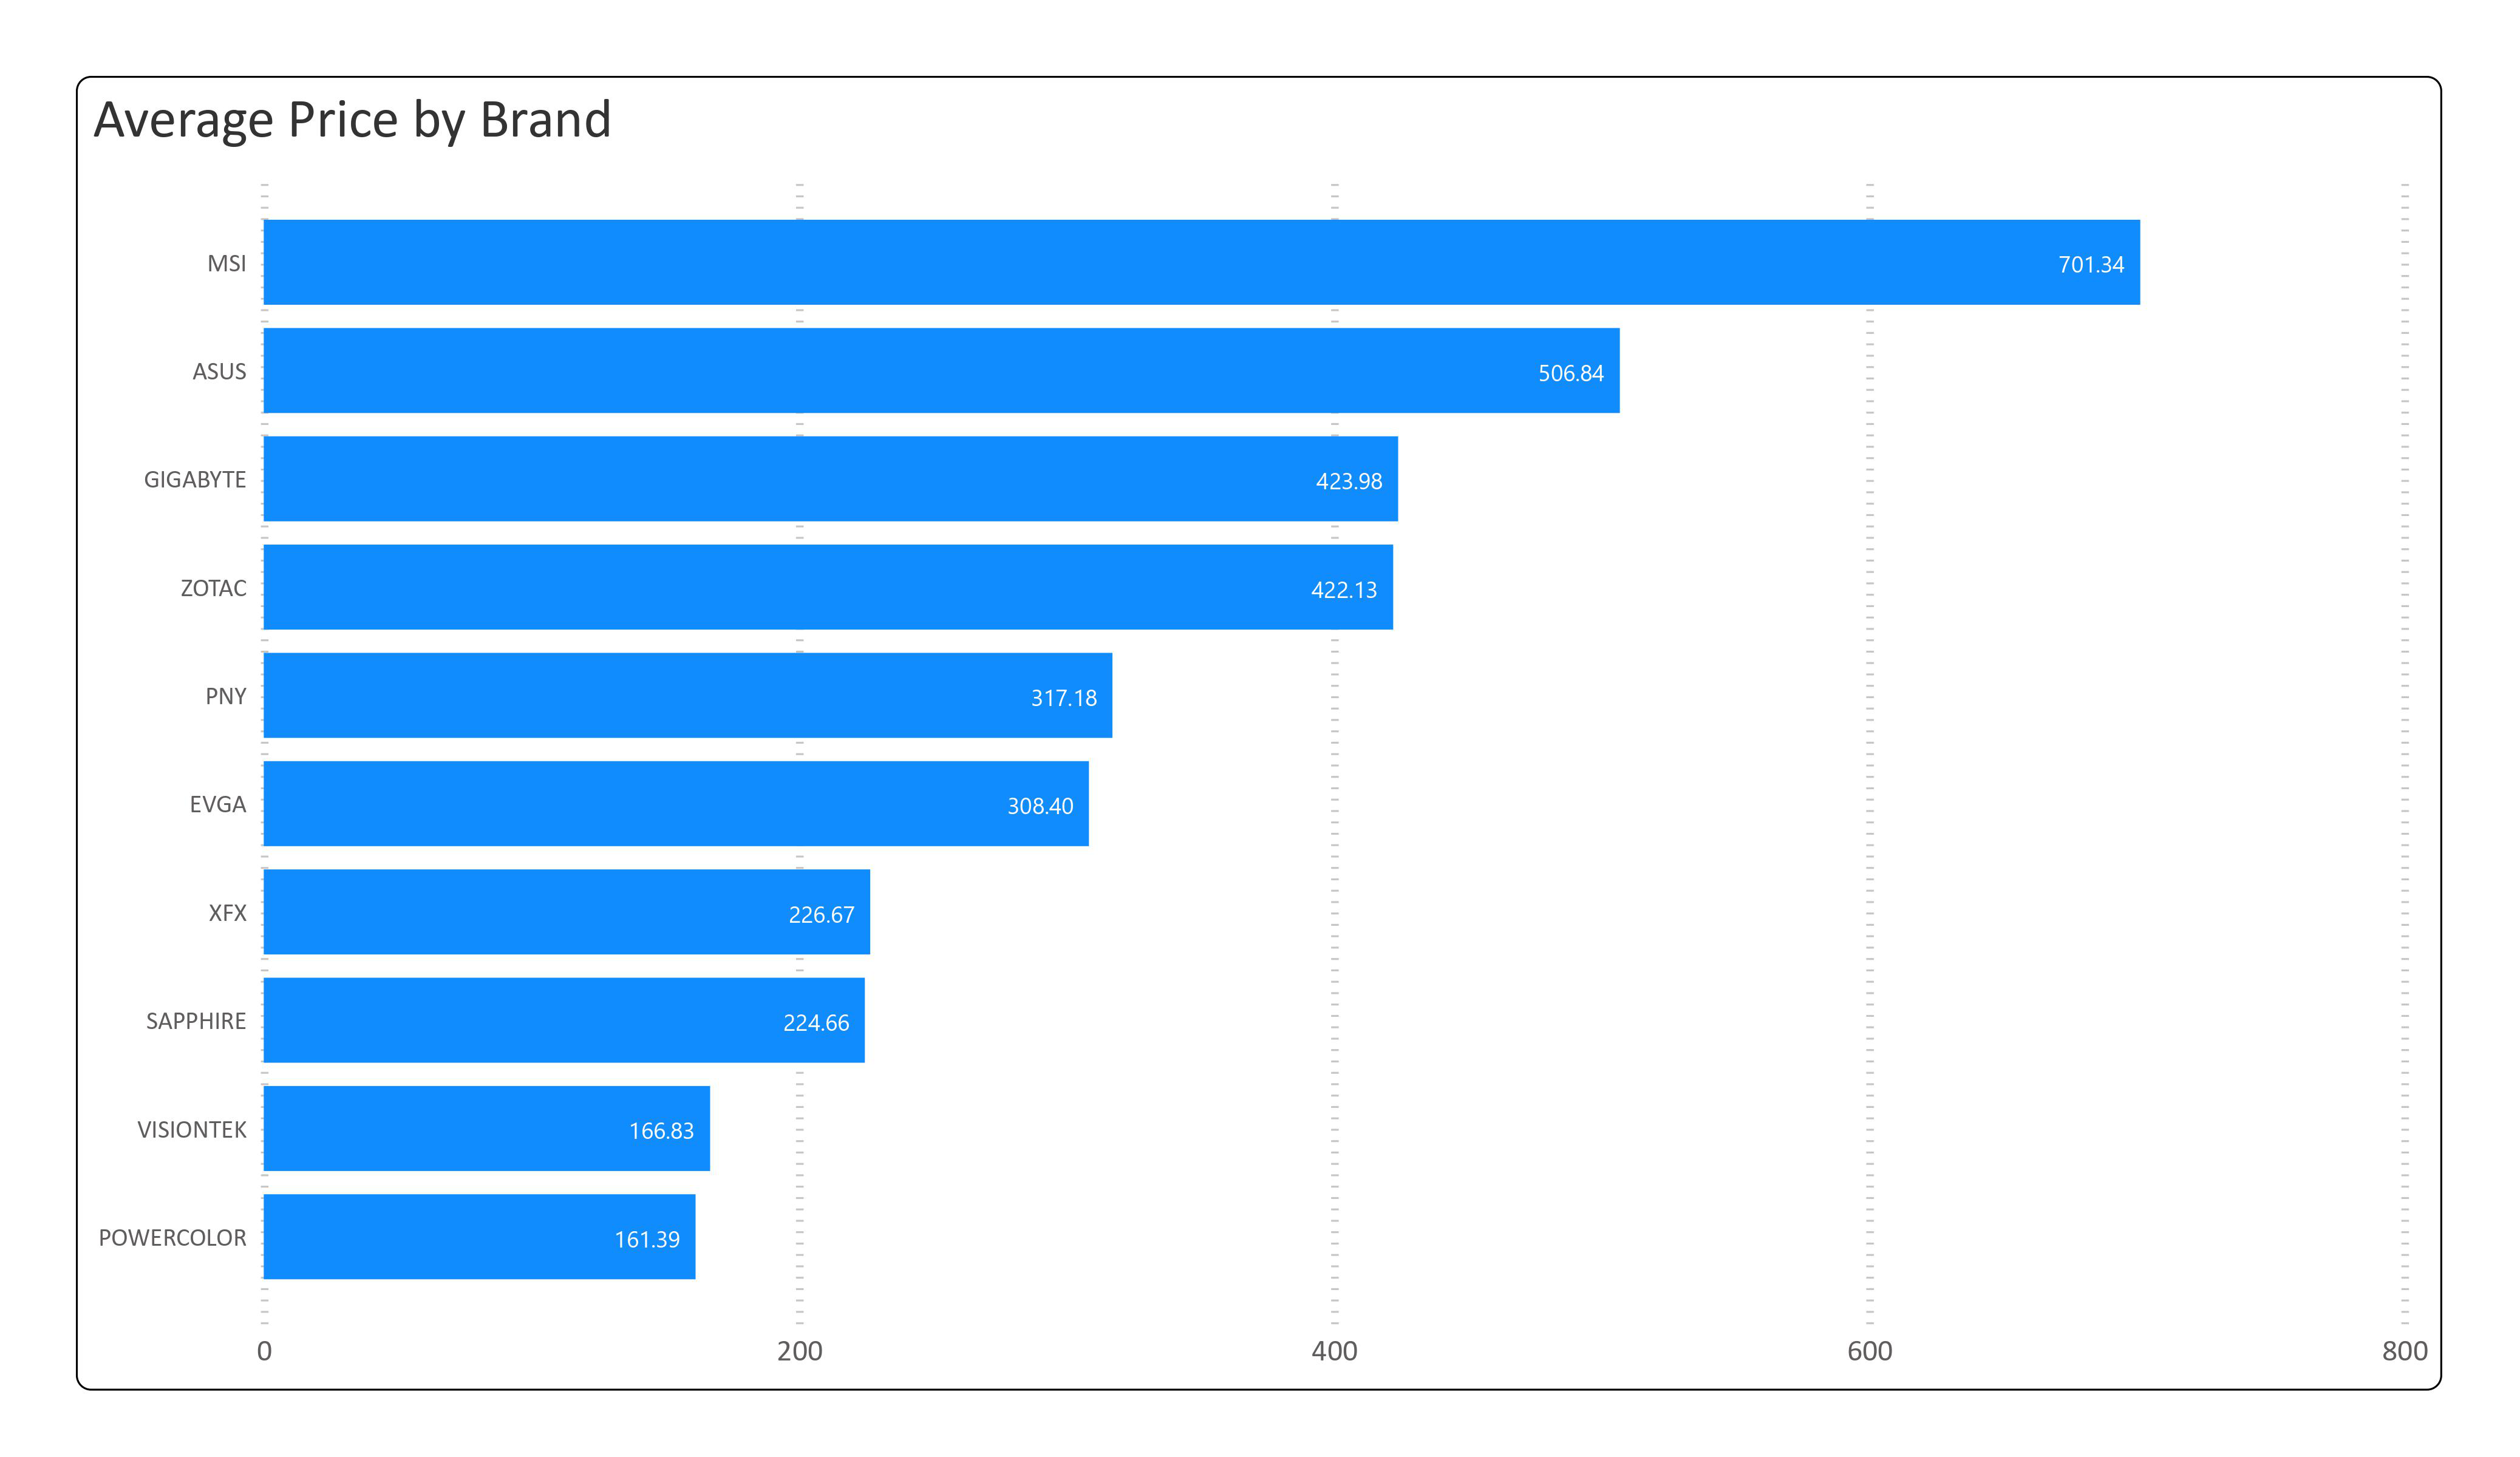 Average Price by Brand
MSI 701.34
ASUS 506.84
GIGABYTE 423.98
ZOTAC 422.13
PNY 317.18
EVGA 308.40
XFX 226.67
SAPPHIRE 224.66
VISIONTEK 166.83
POWERCOLOR 161.39
0 200 400 600 800